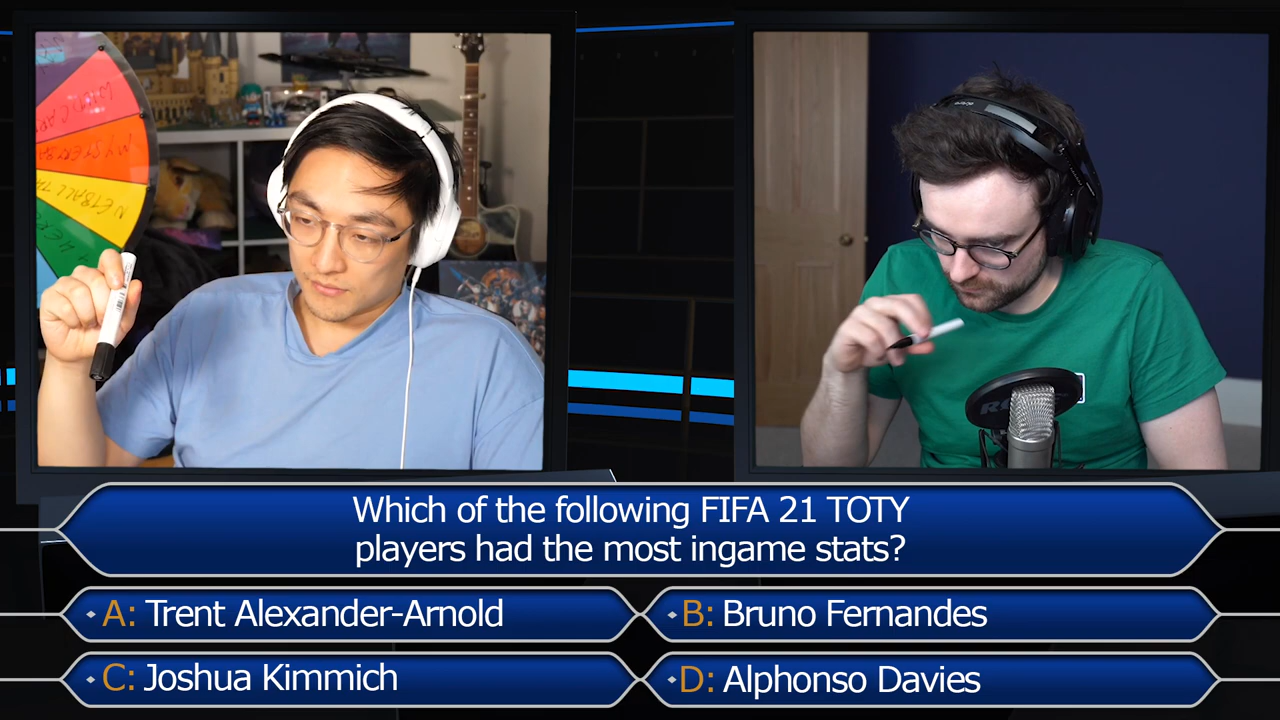 WILDCARD
Which of the following FIFA 21 TOTY
players had the most ingame stats?
A: Trent Alexander-Arnold
B: Bruno Fernandes
C: Joshua Kimmich
D: Alphonso Davies